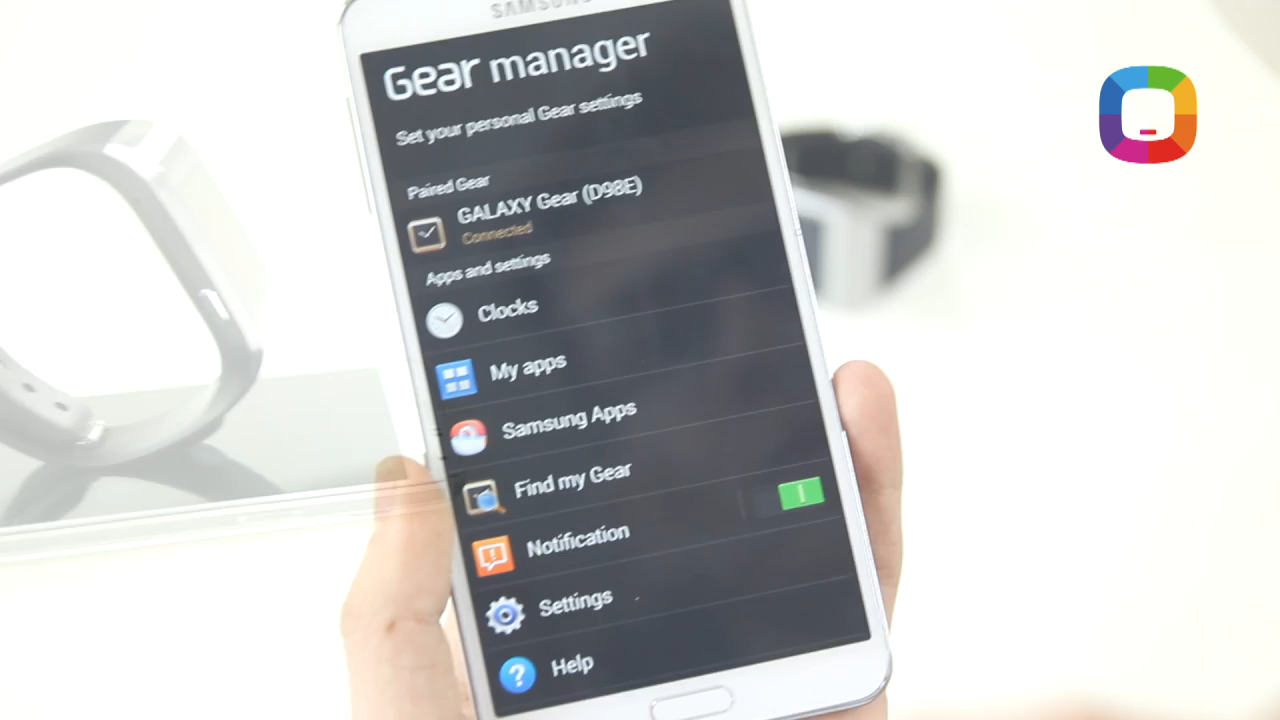 SAMSUNG
Gear manager
Set your personal Gear settings
Paired Gear
GALAXY Gear (D98E)
Connected
Apps and settings
Clocks
My apps
Samsung Apps
Find my Gear
Notification
Settings
Help